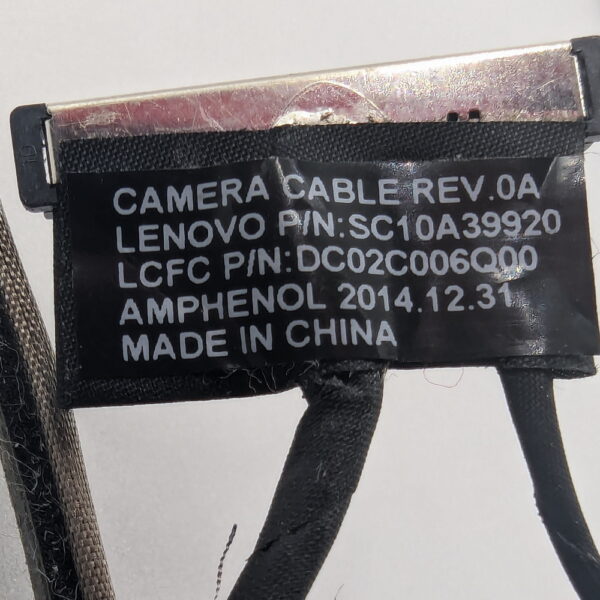 CAMERA CABLE REV.0A
LENOVO P/N:SC10A39920
LCFC P/N:DC02C006Q00
AMPHENOL 2014.12.31
MADE IN CHINA